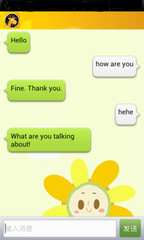 Hello
how are you
Fine. Thank you.
hehe
What are you talking
about!
输入消息
发送